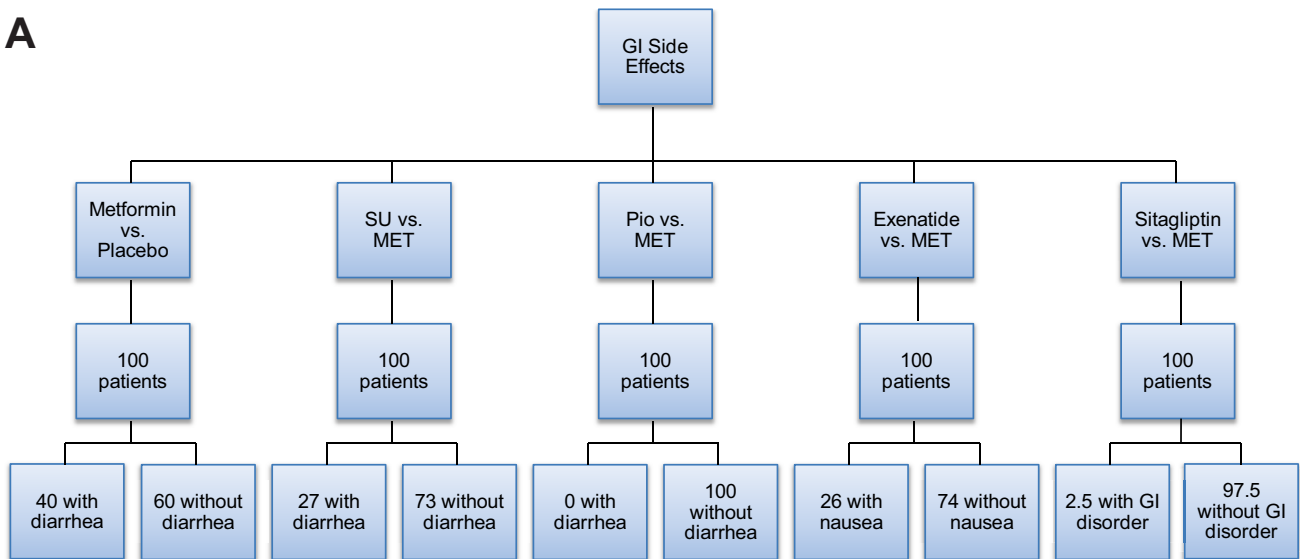 A
GI Side
Effects
Metformin
vs.
Placebo
SU vs.
MET
Pio vs.
MET
Exenatide
vs. MET
Sitagliptin
vs. MET
100
patients
100
patients
100
patients
100
patients
100
patients
40 with
diarrhea
60 without
diarrhea
27 with
diarrhea
73 without
diarrhea
0 with
diarrhea
100
without
diarrhea
26 with
nausea
74 without
nausea
2.5 with GI
disorder
97.5
without GI
disorder